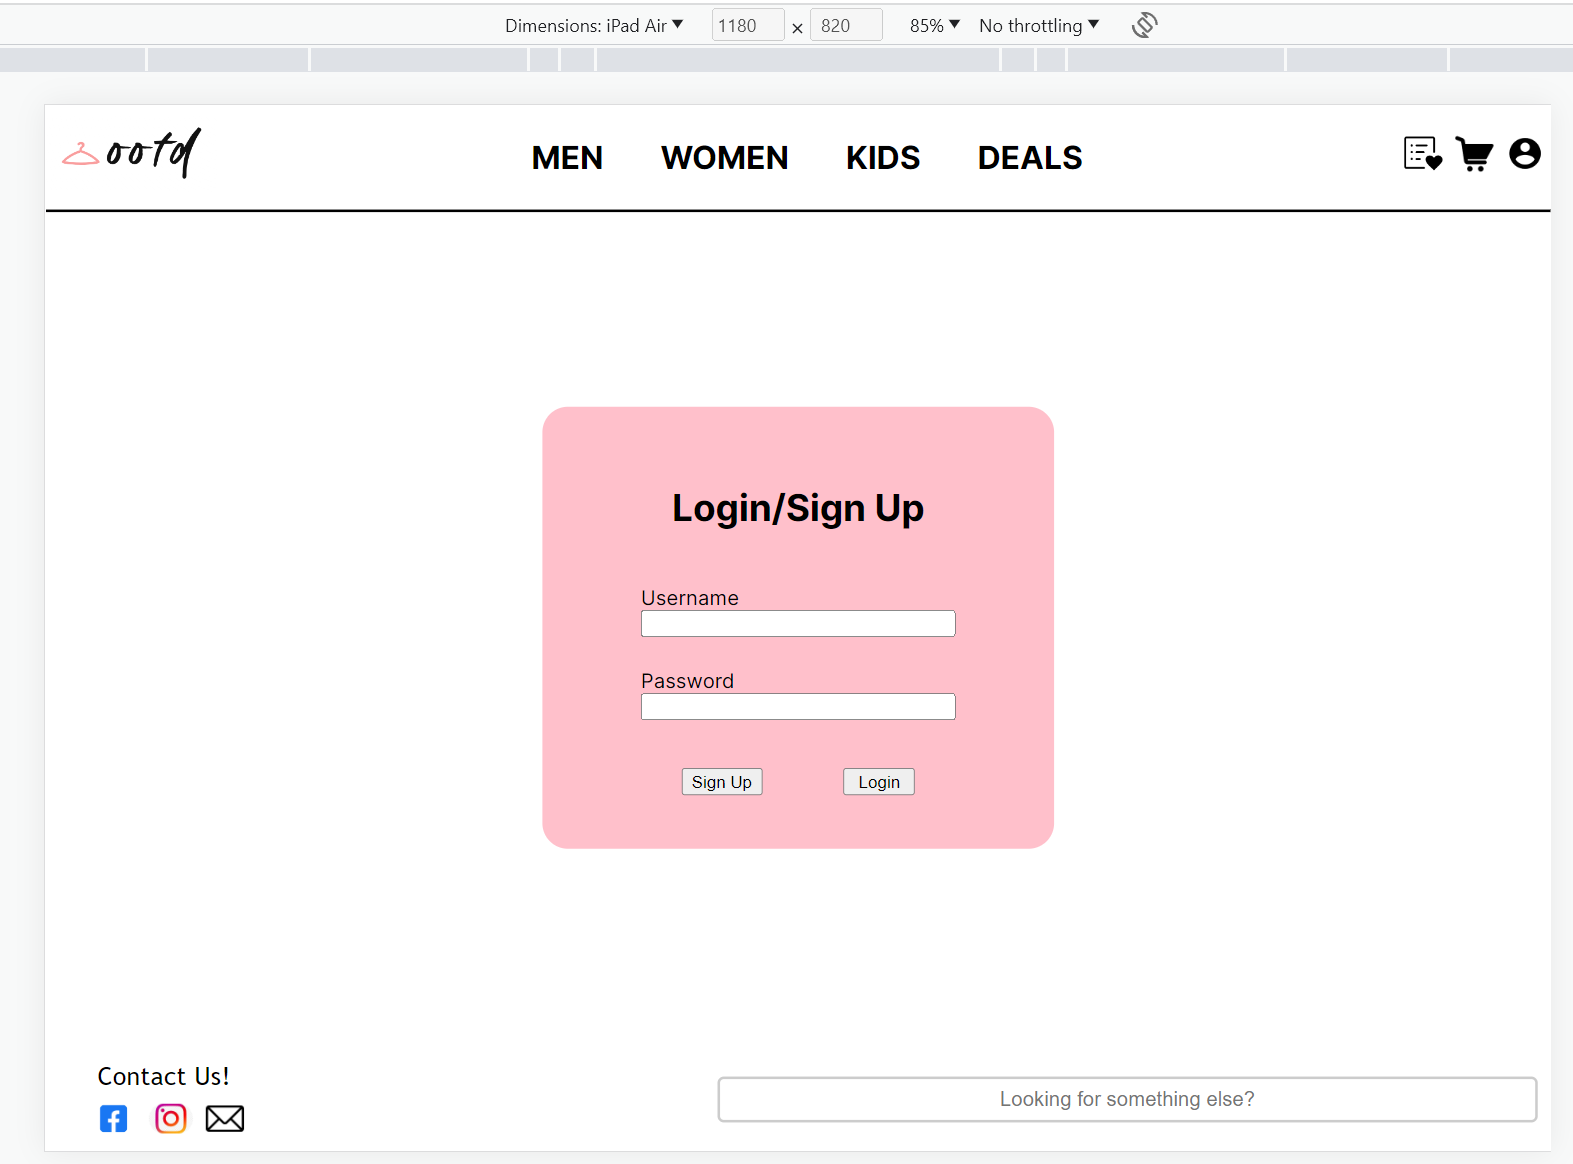 Dimensions: iPad Air ▼ 1180 × 820 85% ▼ No throttling ▼
ootd MEN WOMEN KIDS DEALS
Login/Sign Up
Username
Password
Sign Up Login
Contact Us!
Looking for something else?